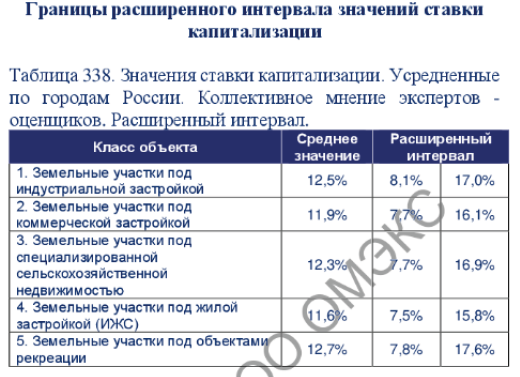 Границы расширенного интервала значений ставки
капитализации
Таблица 338. Значения ставки капитализации. Усредненные
по городам России. Коллективное мнение экспертов -
оценщиков. Расширенный интервал.
Класс объекта Среднее значение Расширенный интервал
1. Земельные участки под
индустриальной застройкой 12,5% 8,1% 17,0%
2. Земельные участки под
коммерческой застройкой 11,9% 7,7% 16,1%
3. Земельные участки под
специализированной
сельскохозяйственной
недвижимостью 12,3% 7,7% 16,9%
4. Земельные участки под жилой
застройкой (ИЖС) 11,6% 7,5% 15,8%
5. Земельные участки под объектами
рекреации 12,7% 7,8% 17,6%
ООО ОМЭКС